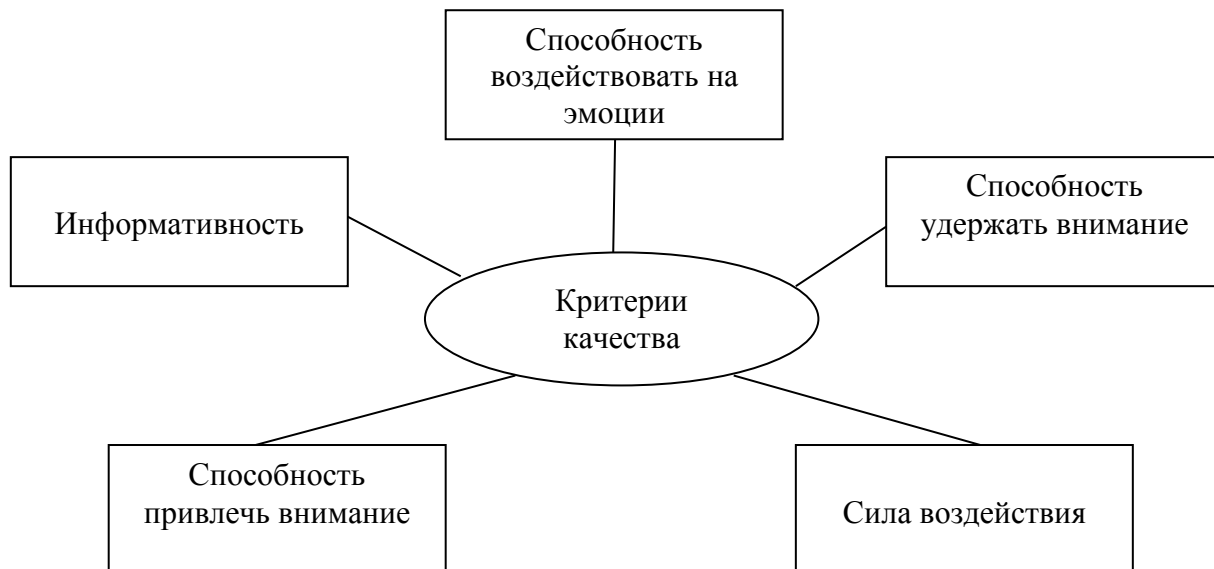 Способность
воздействовать на
эмоции
Информативность
Способность
удержать внимание
Критерии
качества
Способность
привлечь внимание
Сила воздействия